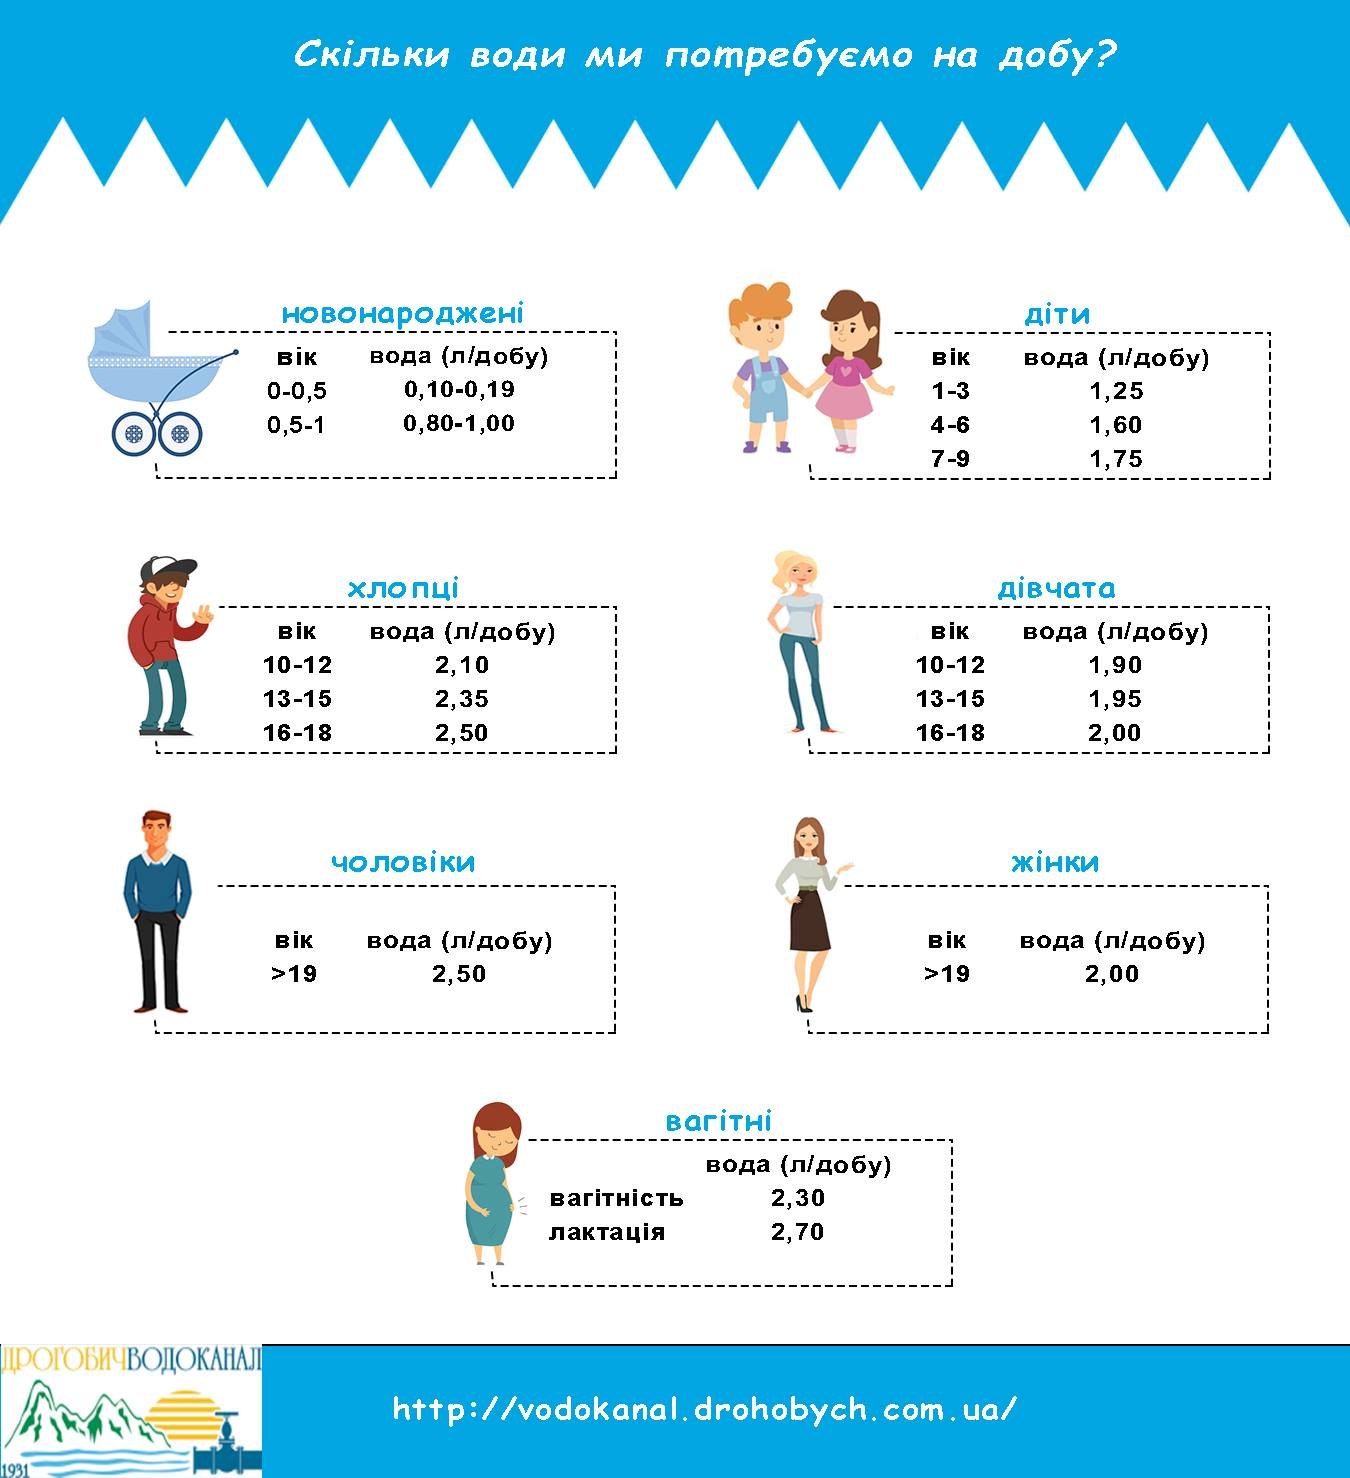 Скільки води ми потребуємо на добу?
новонароджені
вік вода (л/добу)
0-0,5 0,10-0,19
0,5-1 0,80-1,00
діти
вік вода (л/добу)
1-3 1,25
4-6 1,60
7-9 1,75
хлопці
вік вода (л/добу)
10-12 2,10
13-15 2,35
16-18 2,50
дівчата
вік вода (л/добу)
10-12 1,90
13-15 1,95
16-18 2,00
чоловіки
вік вода (л/добу)
>19 2,50
жінки
вік вода (л/добу)
>19 2,00
вагітні
вода (л/добу)
вагітність 2,30
лактація 2,70
ДРОГОБИЧВОДОКАНАЛ
1931
http://vodokanal.drohobych.com.ua/